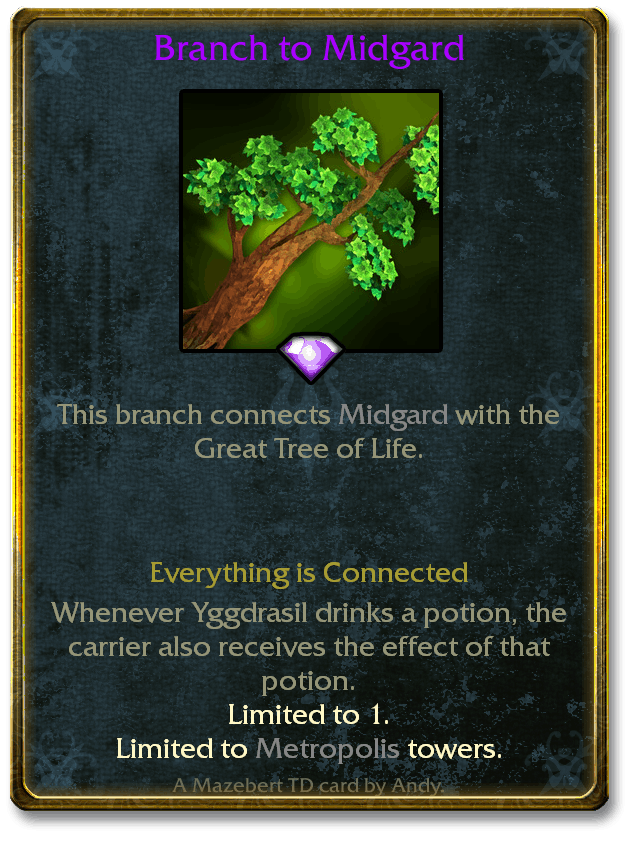 Branch to Midgard
This branch connects Midgard with the
Great Tree of Life.
Everything is Connected
Whenever Yggdrasil drinks a potion, the
carrier also receives the effect of that
potion.
Limited to 1.
Limited to Metropolis towers.
A Mazebert TD card by Andy.